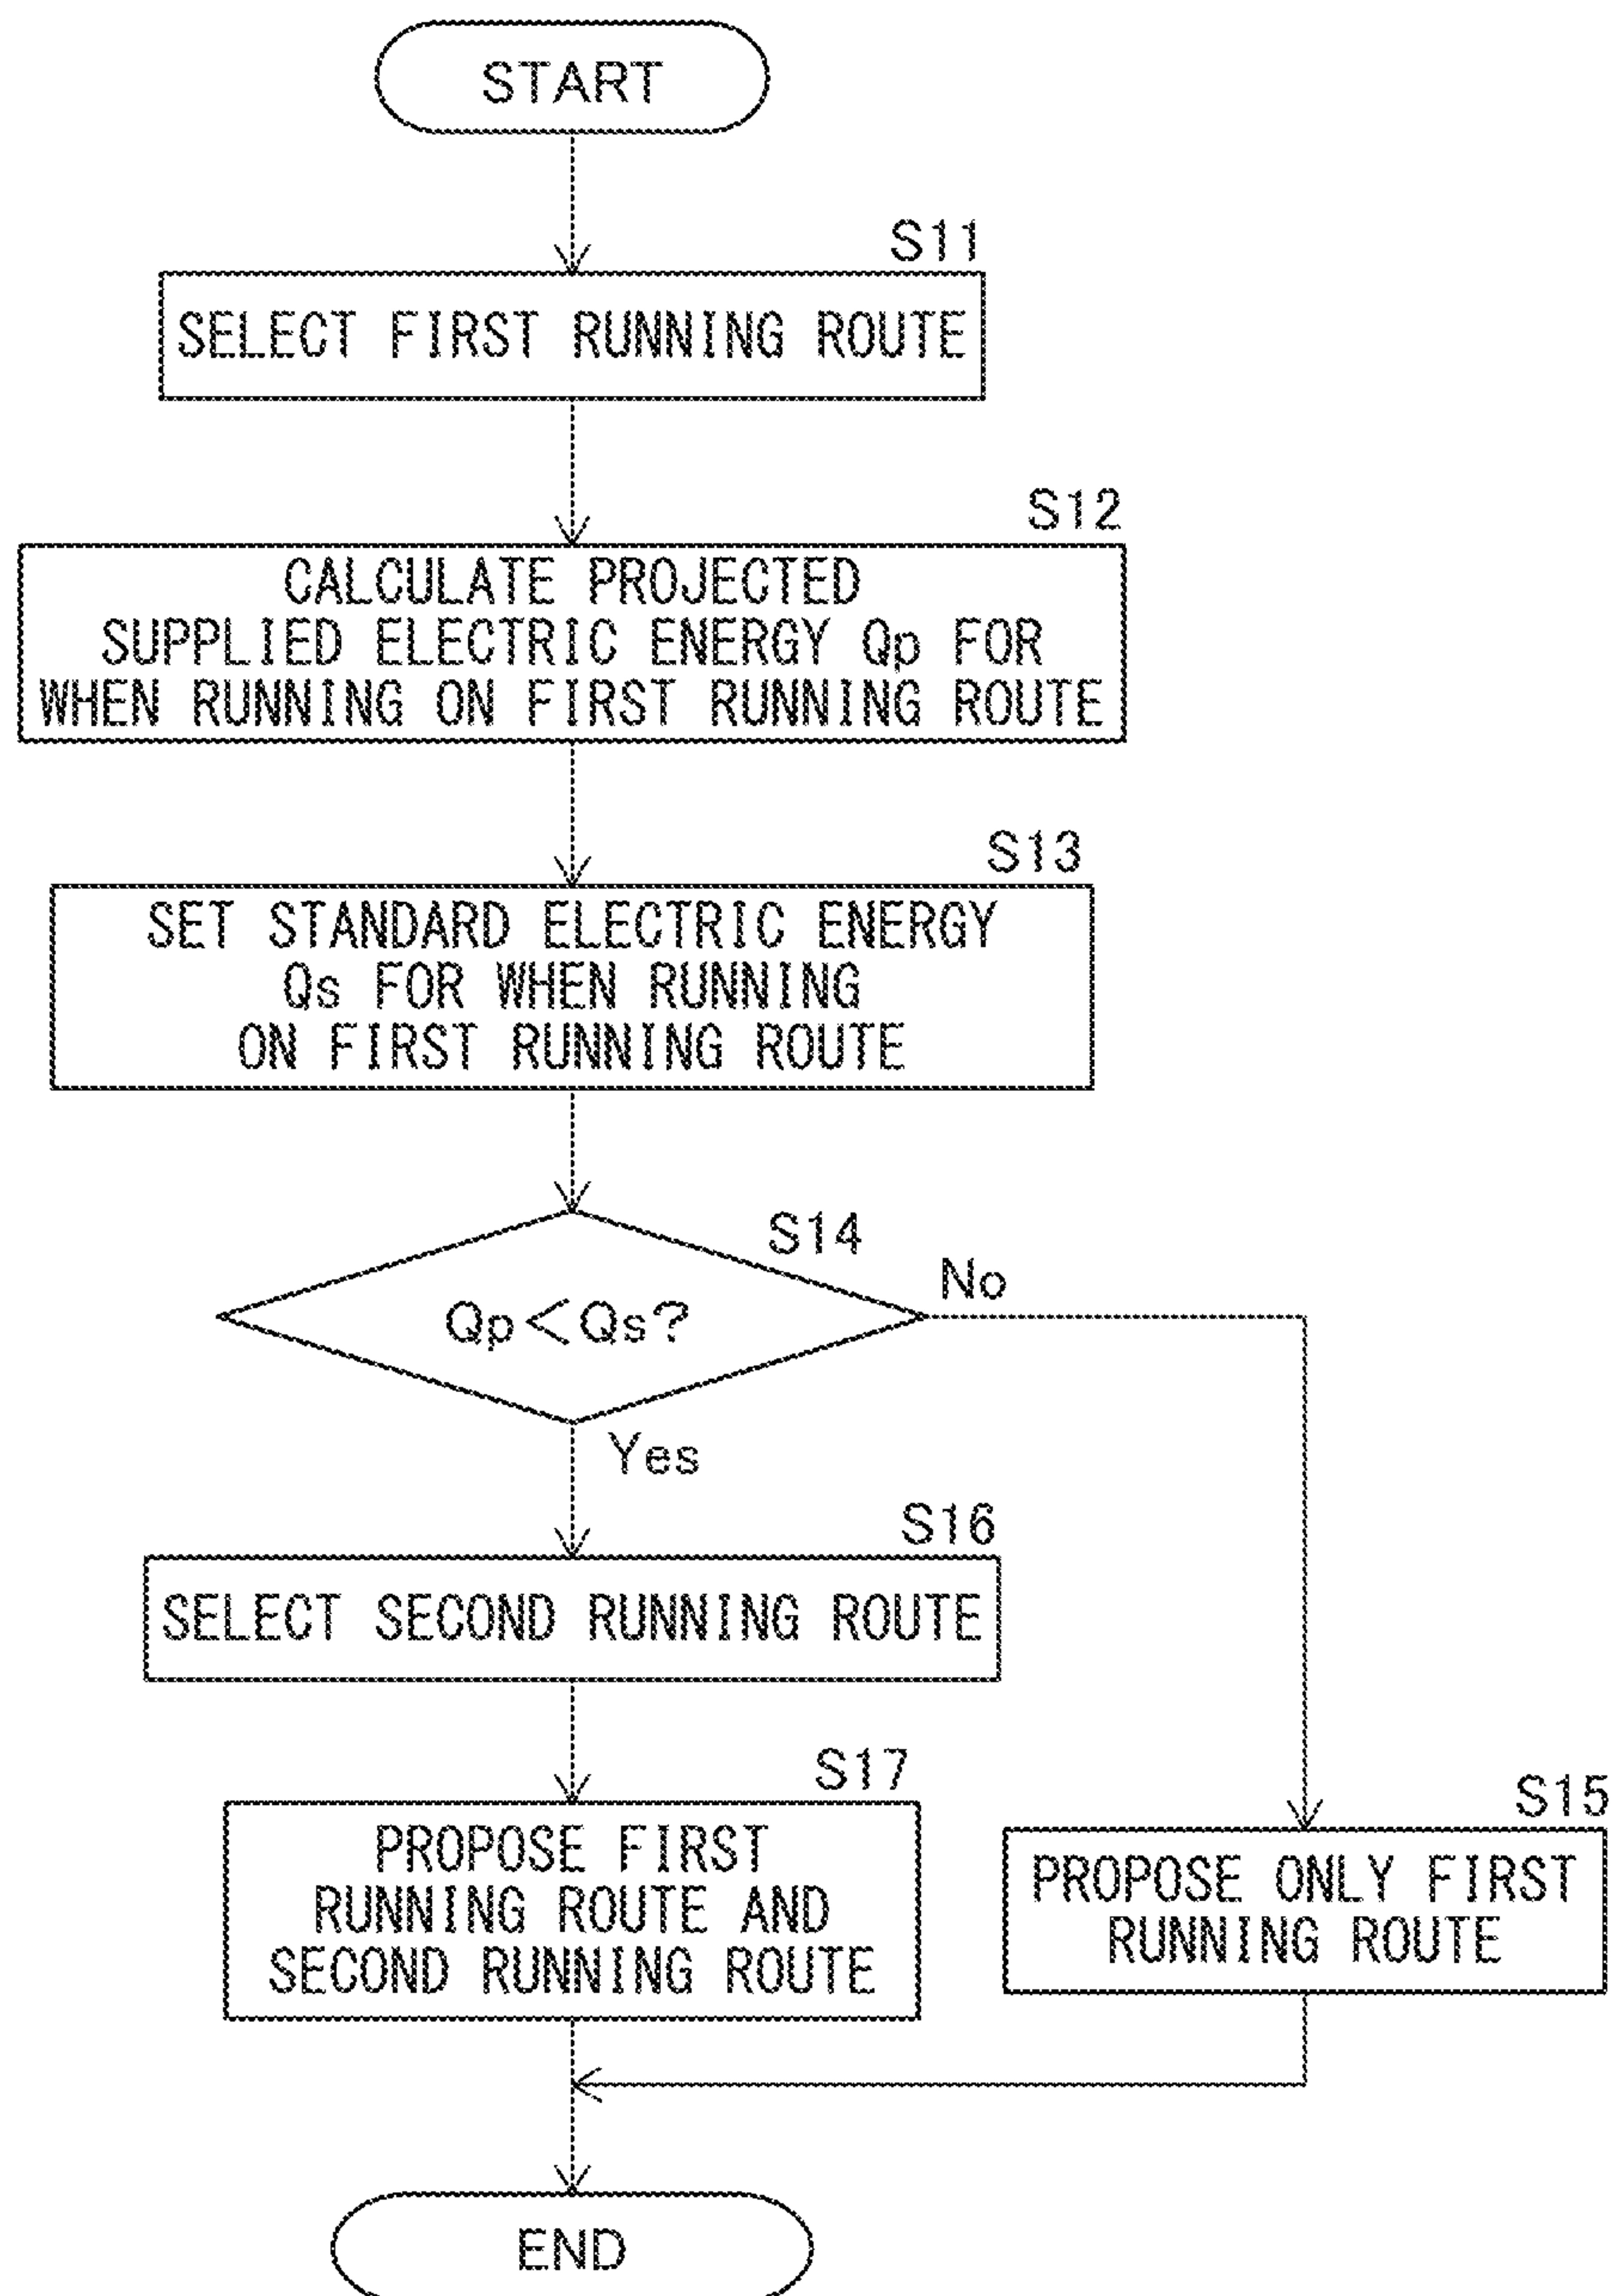 START
S11
SELECT FIRST RUNNING ROUTE
S12
CALCULATE PROJECTED
SUPPLIED ELECTRIC ENERGY Qp FOR
WHEN RUNNING ON FIRST RUNNING ROUTE
S13
SET STANDARD ELECTRIC ENERGY
Qs FOR WHEN RUNNING
ON FIRST RUNNING ROUTE
S14
Qp<Qs?
No
Yes
S16
SELECT SECOND RUNNING ROUTE
S17
PROPOSE FIRST
RUNNING ROUTE AND
SECOND RUNNING ROUTE
S15
PROPOSE ONLY FIRST
RUNNING ROUTE
END